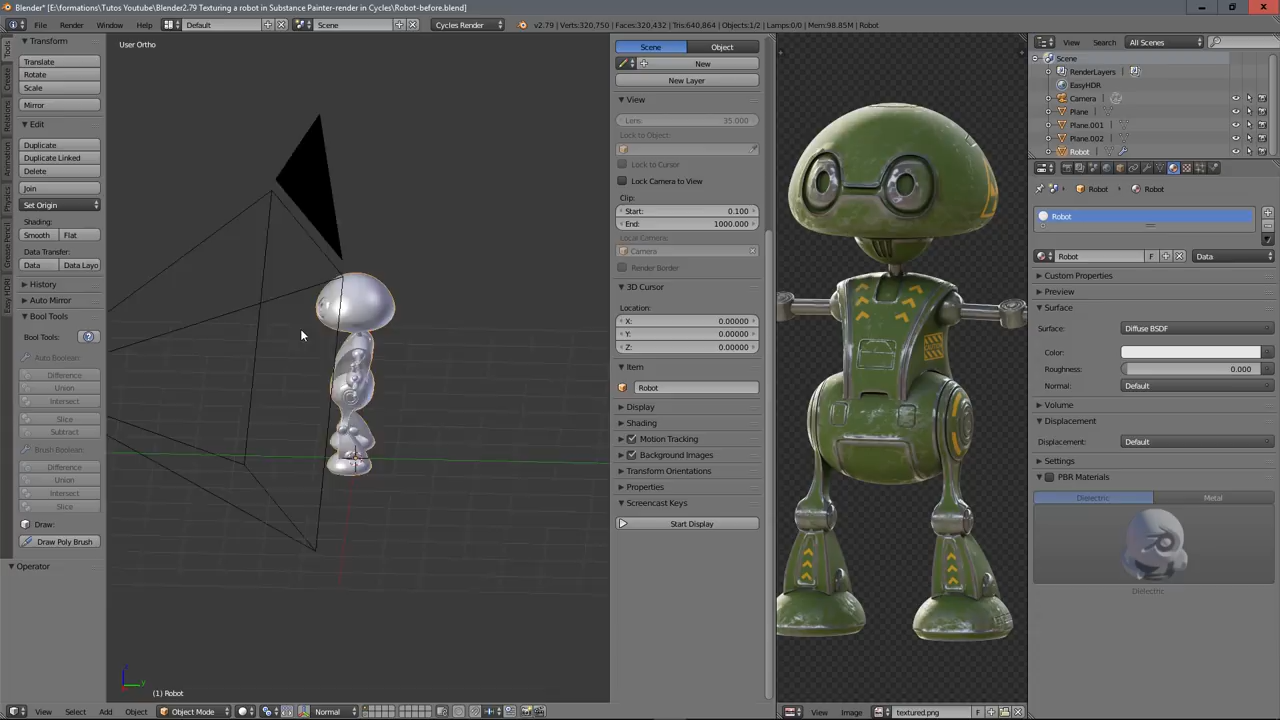 Blender* [E:\formations\Tutos Youtube\Blender2.79 Texturing a robot in Substance Painter-render in Cycles\Robot-before.blend]
File
Render
Window
Help
Default
Scene
Cycles Render
v2.79 | Verts:320,750 | Faces:320,432 | Tris:640,864 | Objects:1/2 | Lamps:0/0 | Mem:98.85M | Robot
Tools
Create
Relations
Animation
Physics
Grease Pencil
Easy HDRI
Transform
Translate
Rotate
Scale
Mirror
Edit
Duplicate
Duplicate Linked
Delete
Join
Set Origin
Shading:
Smooth
Flat
Data Transfer:
Data
Data Layo
History
Auto Mirror
Bool Tools
Bool Tools:
Auto Boolean:
Difference
Union
Intersect
Slice
Subtract
Brush Boolean:
Difference
Union
Intersect
Slice
Draw:
Draw Poly Brush
Operator
User Ortho
(1) Robot
View
Select
Add
Object
Object Mode
Normal
Scene
Object
New
New Layer
View
Lens:
35.000
Lock to Object:
Lock to Cursor
Lock Camera to View
Clip:
Start:
0.100
End:
1000.000
Local Camera:
Camera
Render Border
3D Cursor
Location:
X:
0.00000
Y:
0.00000
Z:
0.00000
Item
Robot
Display
Shading
Motion Tracking
Background Images
Transform Orientations
Properties
Screencast Keys
Start Display
View
Image
textured.png
F
View
Search
All Scenes
Scene
RenderLayers
EasyHDR
Camera
Plane
Plane.001
Plane.002
Robot
Robot
Robot
Robot
Robot
F
Data
Custom Properties
Preview
Surface
Surface:
Diffuse BSDF
Color:
Roughness:
0.000
Normal:
Default
Volume
Displacement
Displacement:
Default
Settings
PBR Materials
Dielectric
Metal
Dielectric